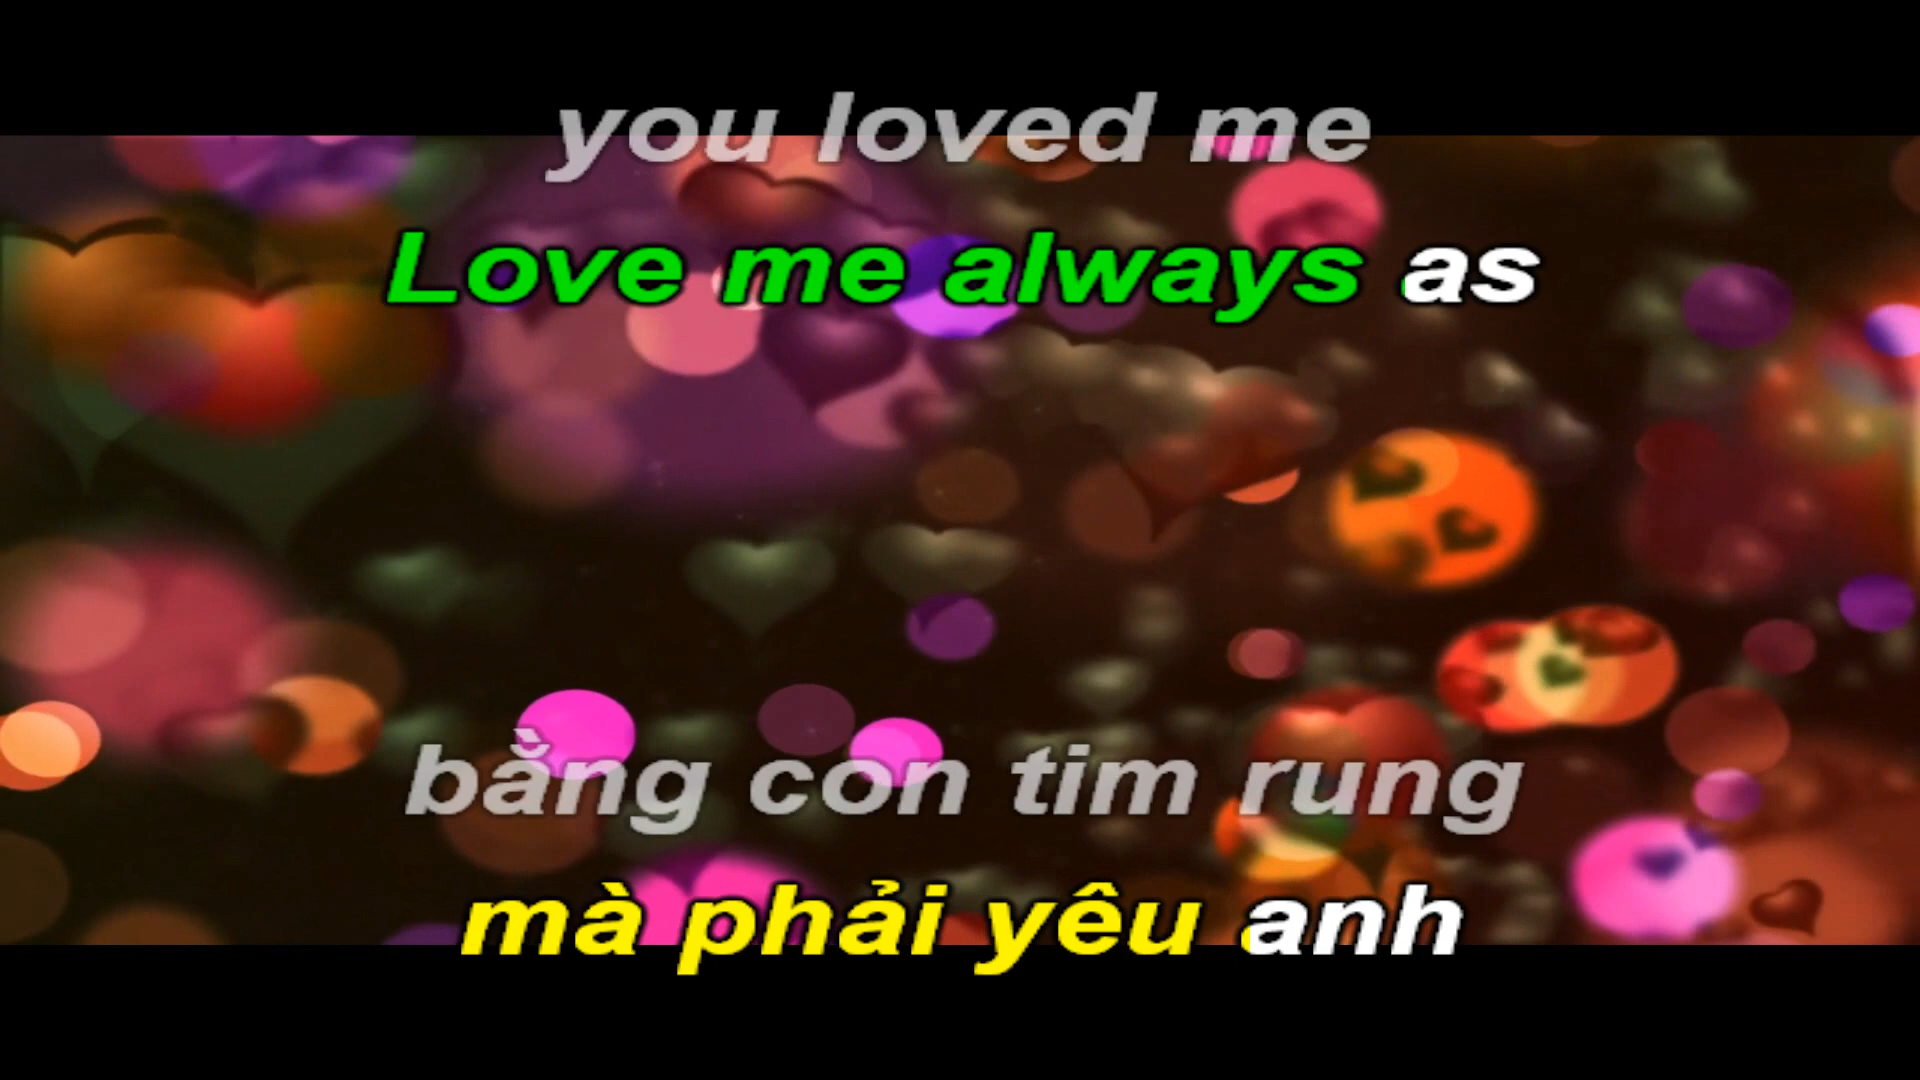 you loved me
Love me always as
bằng con tim rung
mà phải yêu anh